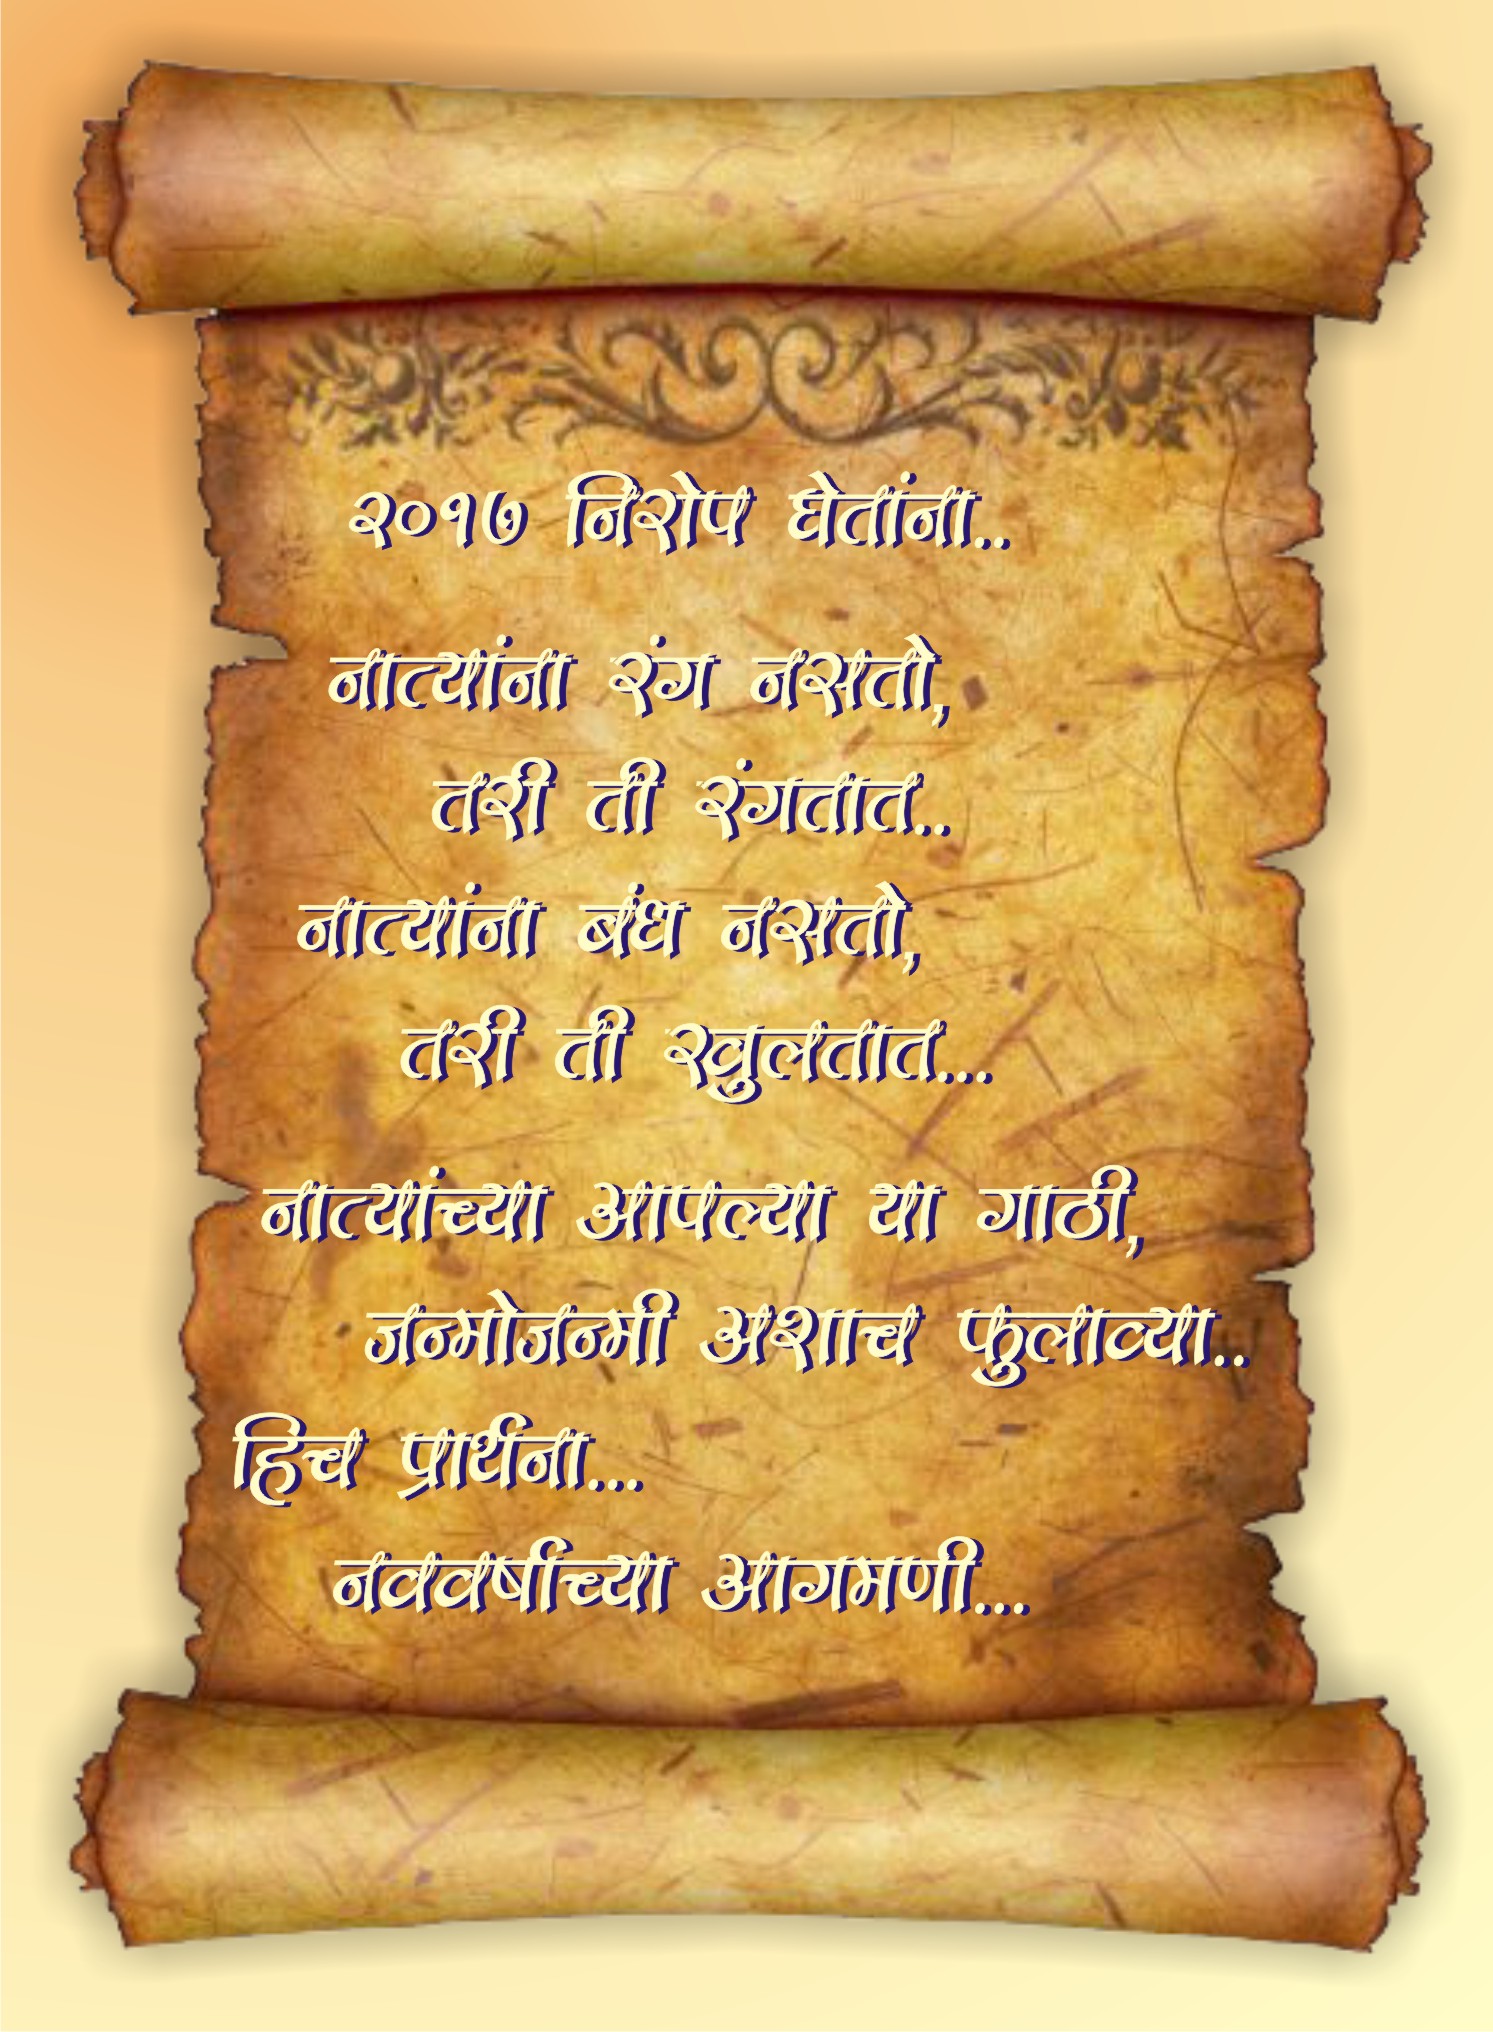 २०१७ निरोप घेतांना..
नात्यांना रंग नसतो,
तरी ती रंगतात..
नात्यांना बंध नसतो,
तरी ती खुलतात...
नात्यांच्या आपल्या या गाठी,
जन्मोजन्मी अशाच फुलाव्या..
हिच प्रार्थना...
नववर्षाच्या आगमणी...